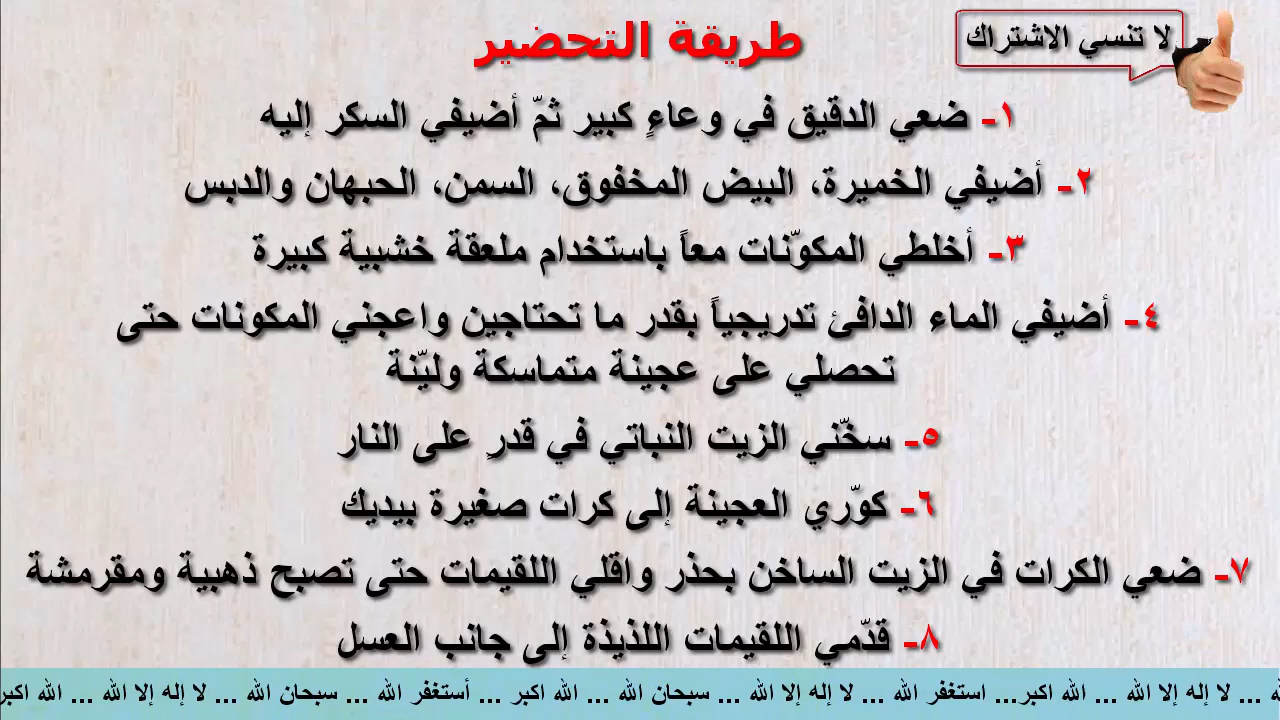 لا تنسي الاشتراك
طريقة التحضير
١- ضعي الدقيق في وعاءٍ كبير ثمّ أضيفي السكر إليه
٢- أضيفي الخميرة، البيض المخفوق، السمن، الحبهان والدبس
٣- أخلطي المكوّنات معاً باستخدام ملعقة خشبية كبيرة
٤- أضيفي الماء الدافئ تدريجياً بقدر ما تحتاجين واعجني المكونات حتى
تحصلي على عجينة متماسكة وليّنة
٥- سخّني الزيت النباتي في قدرٍ على النار
٦- كوّري العجينة إلى كرات صغيرة بيديك
٧- ضعي الكرات في الزيت الساخن بحذر واقلي اللقيمات حتى تصبح ذهبية ومقرمشة
٨- قدّمي اللقيمات اللذيذة إلى جانب العسل
... لا إله إلا الله ... الله اكبر... استغفر الله ... لا إله إلا الله ... سبحان الله ... الله اكبر ... أستغفر الله ... سبحان الله ... لا إله إلا الله ... الله اكبر